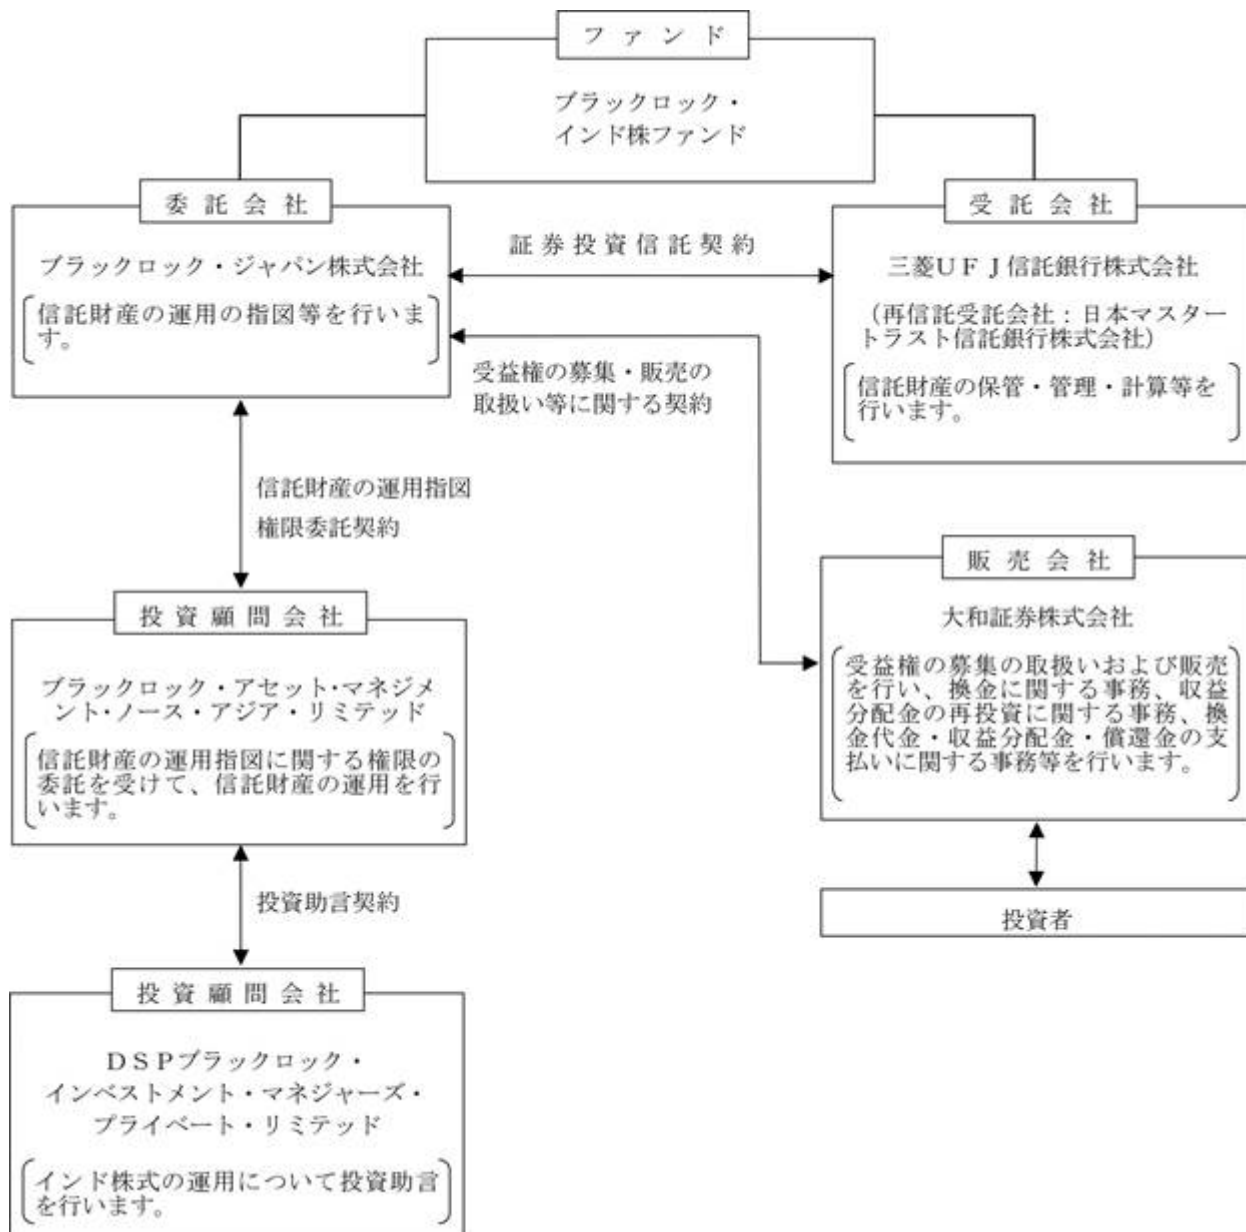 ファンド
ブラックロック・
インド株ファンド
委託会社
ブラックロック・ジャパン株式会社
信託財産の運用の指図等を行いま
す。
証券投資信託契約
受託会社
三菱ＵＦＪ信託銀行株式会社
（再信託受託会社：日本マスター
トラスト信託銀行株式会社）
信託財産の保管・管理・計算等を
行います。
受益権の募集・販売の
取扱い等に関する契約
信託財産の運用指図
権限委託契約
投資顧問会社
ブラックロック・アセット・マネジメ
ント・ノース・アジア・リミテッド
信託財産の運用指図に関する権限の
委託を受けて、信託財産の運用を行
います。
販売会社
大和証券株式会社
受益権の募集の取扱いおよび販売
を行い、換金に関する事務、収益
分配金の再投資に関する事務、換
金代金・収益分配金・償還金の支
払いに関する事務等を行います。
投資者
投資助言契約
投資顧問会社
ＤＳＰブラックロック・
インベストメント・マネジャーズ・
プライベート・リミテッド
インド株式の運用について投資助言
を行います。